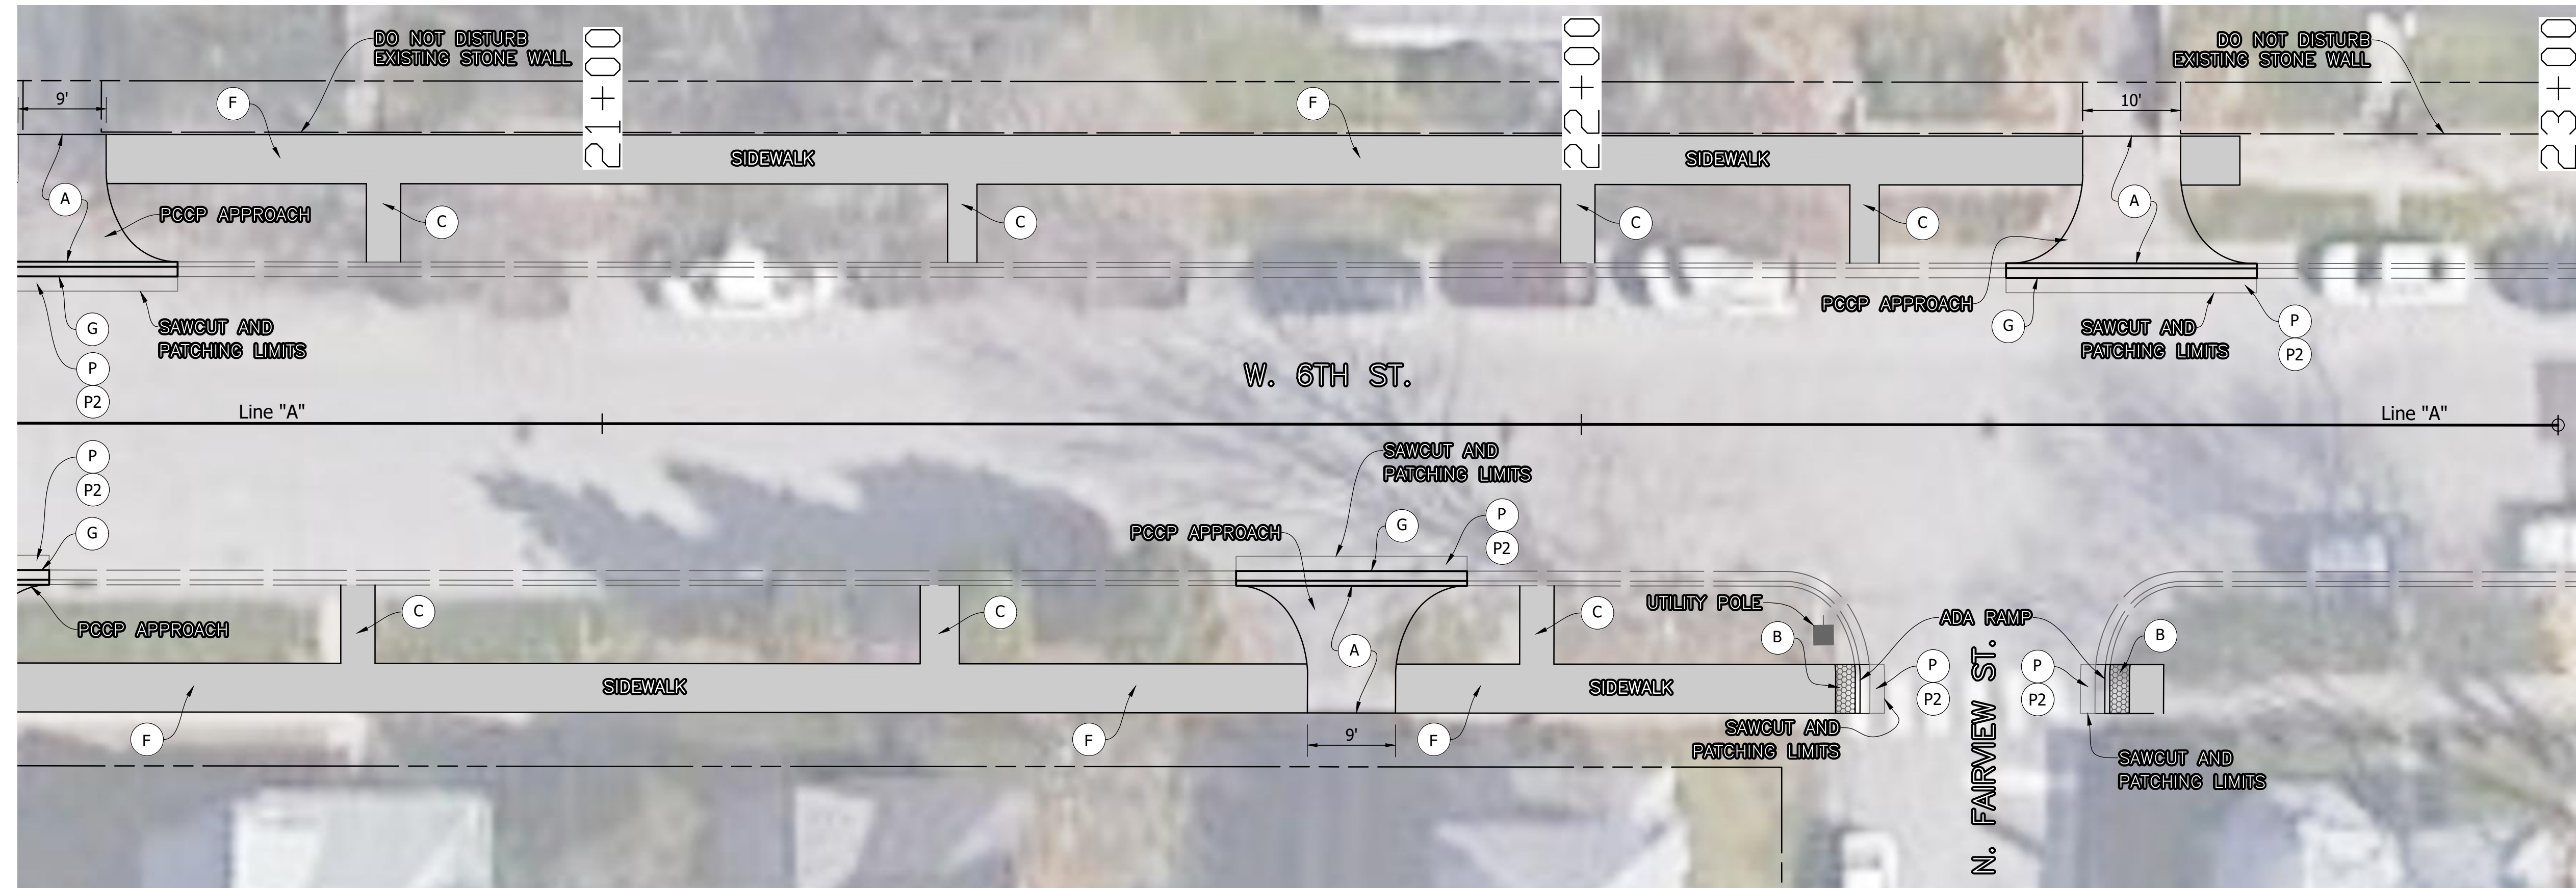 DO NOT DISTURB
EXISTING STONE WALL
21+00
22+00
DO NOT DISTURB
EXISTING STONE WALL
23+00
9'
F
F
10'
SIDEWALK
SIDEWALK
A
PCCP APPROACH
C
C
C
C
A
PCCP APPROACH
G
SAWCUT AND
PATCHING LIMITS
P
P2
G
SAWCUT AND
PATCHING LIMITS
P
P2
W. 6TH ST.
Line "A"
Line "A"
P
P2
G
PCCP APPROACH
SAWCUT AND
PATCHING LIMITS
PCCP APPROACH
G
P
P2
C
C
A
C
UTILITY POLE
B
ADA RAMP
B
SIDEWALK
SIDEWALK
P
P2
P
P2
F
F
9'
F
SAWCUT AND
PATCHING LIMITS
N. FAIRVIEW ST.
SAWCUT AND
PATCHING LIMITS